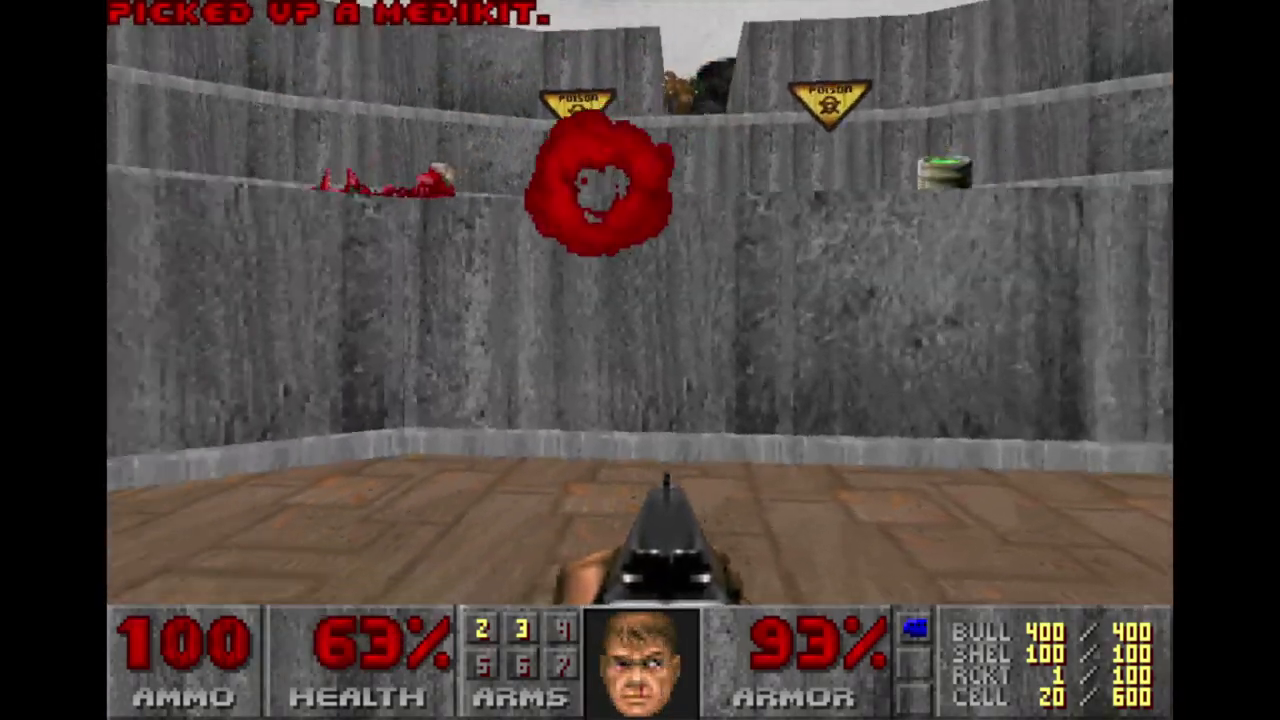 PICKED UP A MEDIKIT.
POISON POISON
100 63% 2 3 4 93% BULL 400 / 400
5 6 7 SHEL 100 / 100
RCKT 1 / 100
AMMO HEALTH ARMS ARMOR CELL 20 / 600